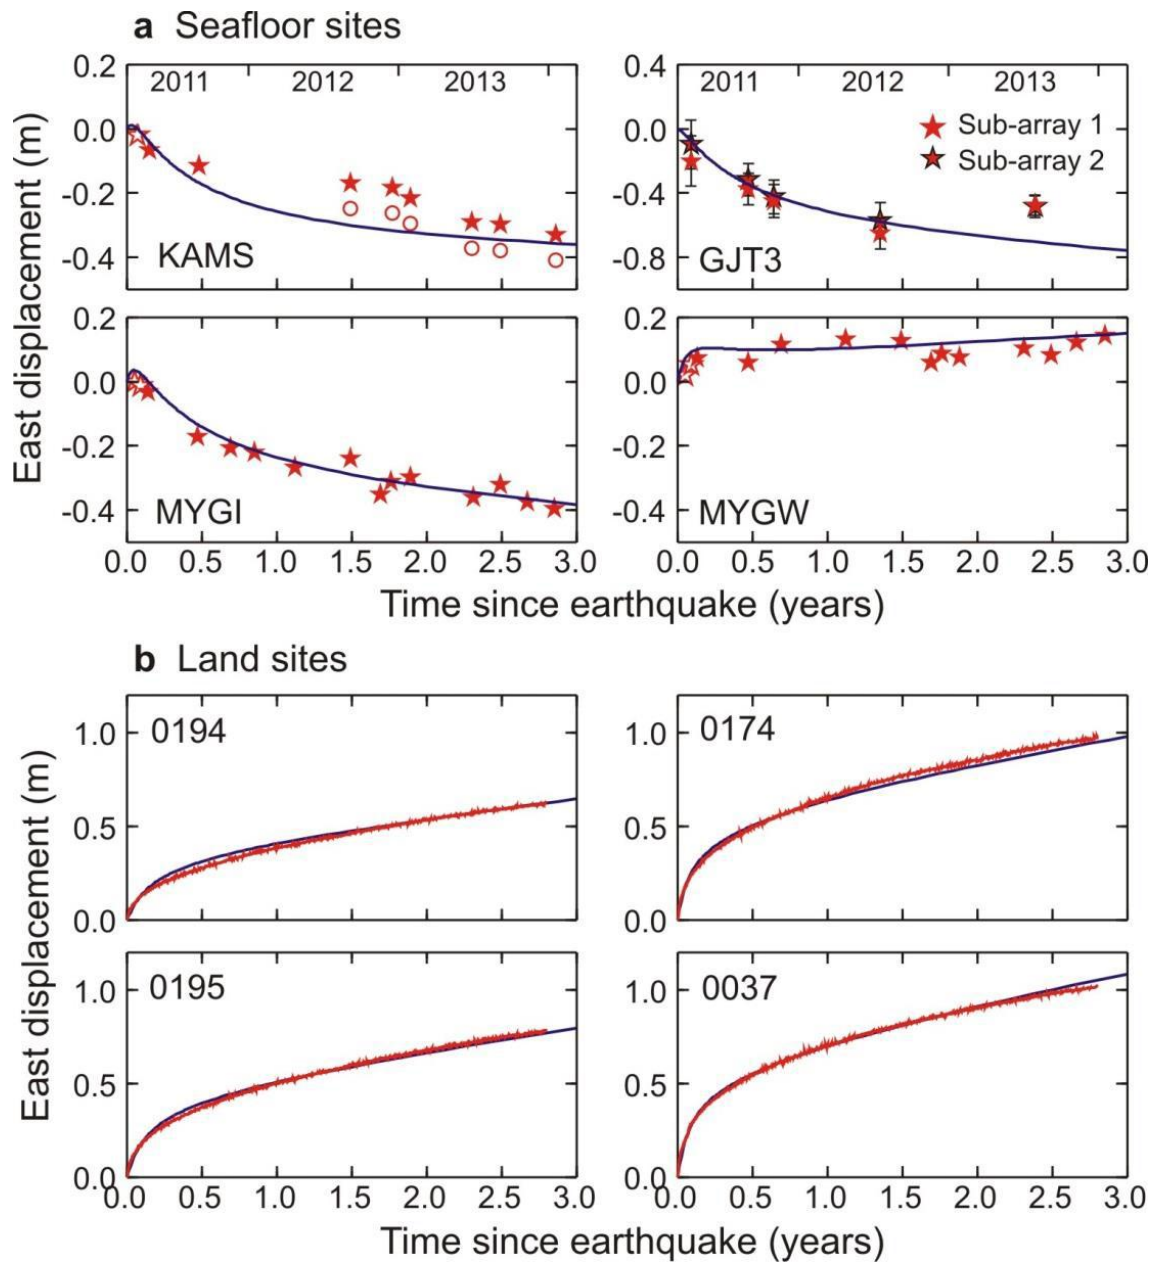 a Seafloor sites
0.2
2011 2012 2013
0.0
-0.2
-0.4
KAMS
0.4
2011 2012 2013
0.0
-0.4
-0.8
Sub-array 1
Sub-array 2
GJT3
0.2
0.0
-0.2
-0.4
MYGI
0.2
0.0
-0.2
-0.4
MYGW
East displacement (m)
0.0 0.5 1.0 1.5 2.0 2.5 3.0
0.0 0.5 1.0 1.5 2.0 2.5 3.0
Time since earthquake (years)
b Land sites
1.0
0.5
0.0
0194
1.0
0.5
0.0
0174
1.0
0.5
0.0
0195
1.0
0.5
0.0
0037
East displacement (m)
0.0 0.5 1.0 1.5 2.0 2.5 3.0
0.0 0.5 1.0 1.5 2.0 2.5 3.0
Time since earthquake (years)